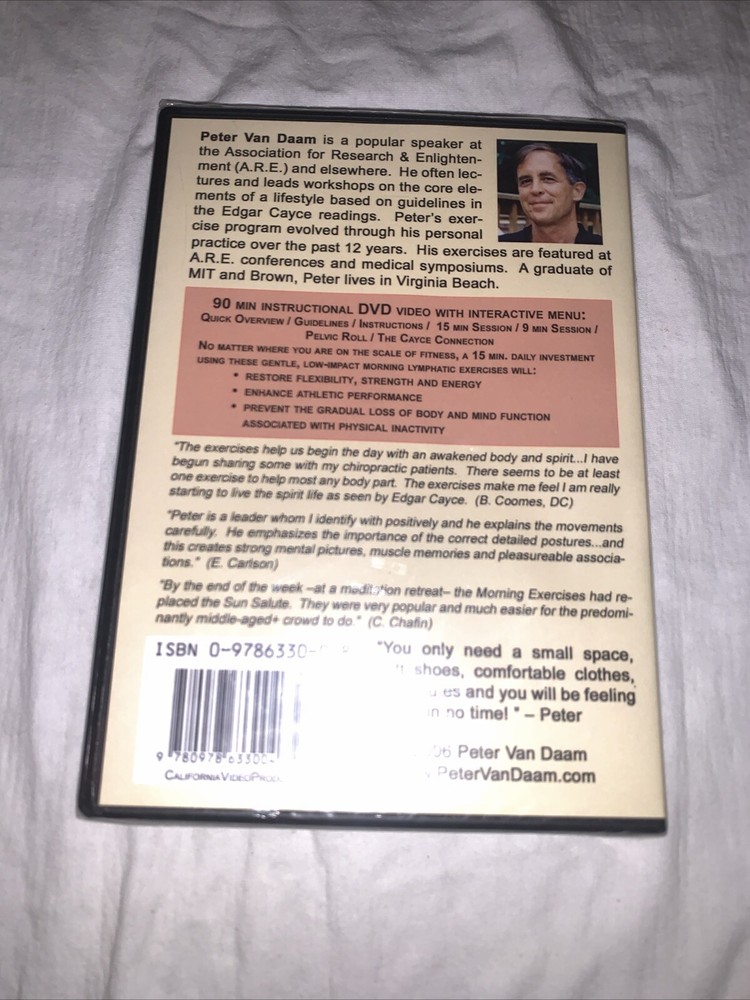 Peter Van Daam is a popular speaker at
the Association for Research & Enlighten-
ment (A.R.E.) and elsewhere. He often lec-
tures and leads workshops on the core ele-
ments of a lifestyle based on guidelines in
the Edgar Cayce readings. Peter's exer-
cise program evolved through his personal
practice over the past 12 years. His exercises are featured at
A.R.E. conferences and medical symposiums. A graduate of
MIT and Brown, Peter lives in Virginia Beach.
90 MIN INSTRUCTIONAL DVD VIDEO WITH INTERACTIVE MENU:
QUICK OVERVIEW / GUIDELINES / INSTRUCTIONS / 15 MIN SESSION / 9 MIN SESSION /
PELVIC ROLL / THE CAYCE CONNECTION
NO MATTER WHERE YOU ARE ON THE SCALE OF FITNESS, A 15 MIN. DAILY INVESTMENT
USING THESE GENTLE, LOW-IMPACT MORNING LYMPHATIC EXERCISES WILL:
* RESTORE FLEXIBILITY, STRENGTH AND ENERGY
* ENHANCE ATHLETIC PERFORMANCE
* PREVENT THE GRADUAL LOSS OF BODY AND MIND FUNCTION
ASSOCIATED WITH PHYSICAL INACTIVITY
"The exercises help us begin the day with an awakened body and spirit...I have
begun sharing some with my chiropractic patients. There seems to be at least
one exercise to help most any body part. The exercises make me feel I am really
starting to live the spirit life as seen by Edgar Cayce. (B. Coomes, DC)
"Peter is a leader whom I identify with positively and he explains the movements
carefully. He emphasizes the importance of the correct detailed postures...and
this creates strong mental pictures, muscle memories and pleasureable associa-
tions." (E. Carlson)
"By the end of the week –at a meditation retreat– the Morning Exercises had re-
placed the Sun Salute. They were very popular and much easier for the predomi-
nantly middle-aged+ crowd to do." (C. Chafin)
ISBN 0-9786330-
"You only need a small space,
shoes, comfortable clothes,
and you will be feeling
in no time! " – Peter
9 780978 6330
Peter Van Daam
PeterVanDaam.com